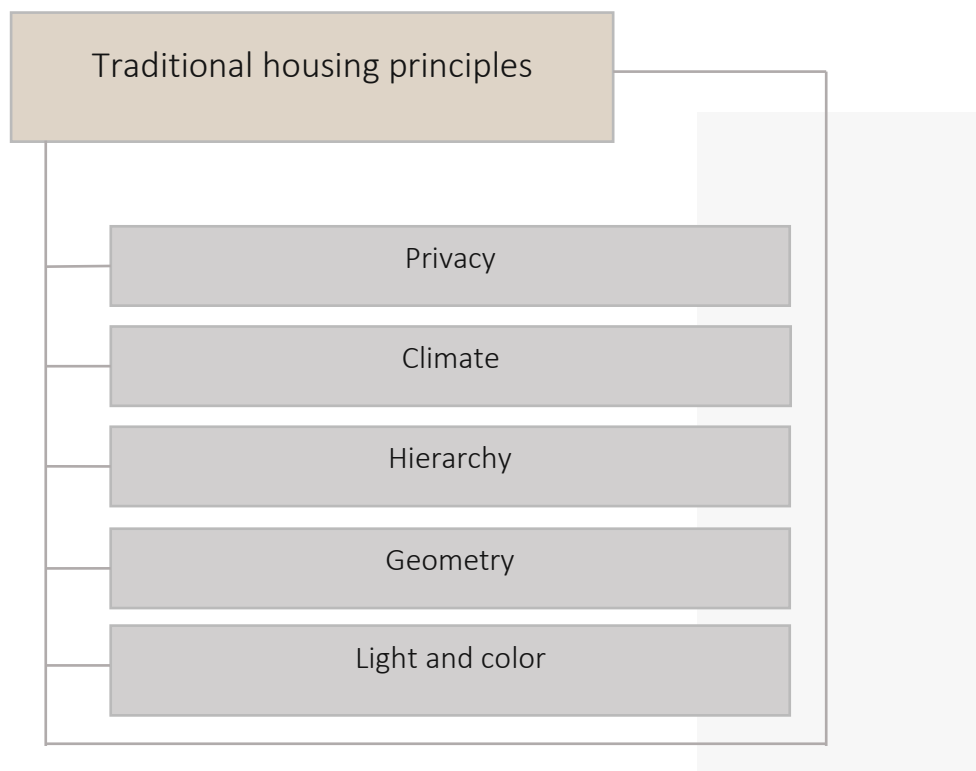 Traditional housing principles
Privacy
Climate
Hierarchy
Geometry
Light and color